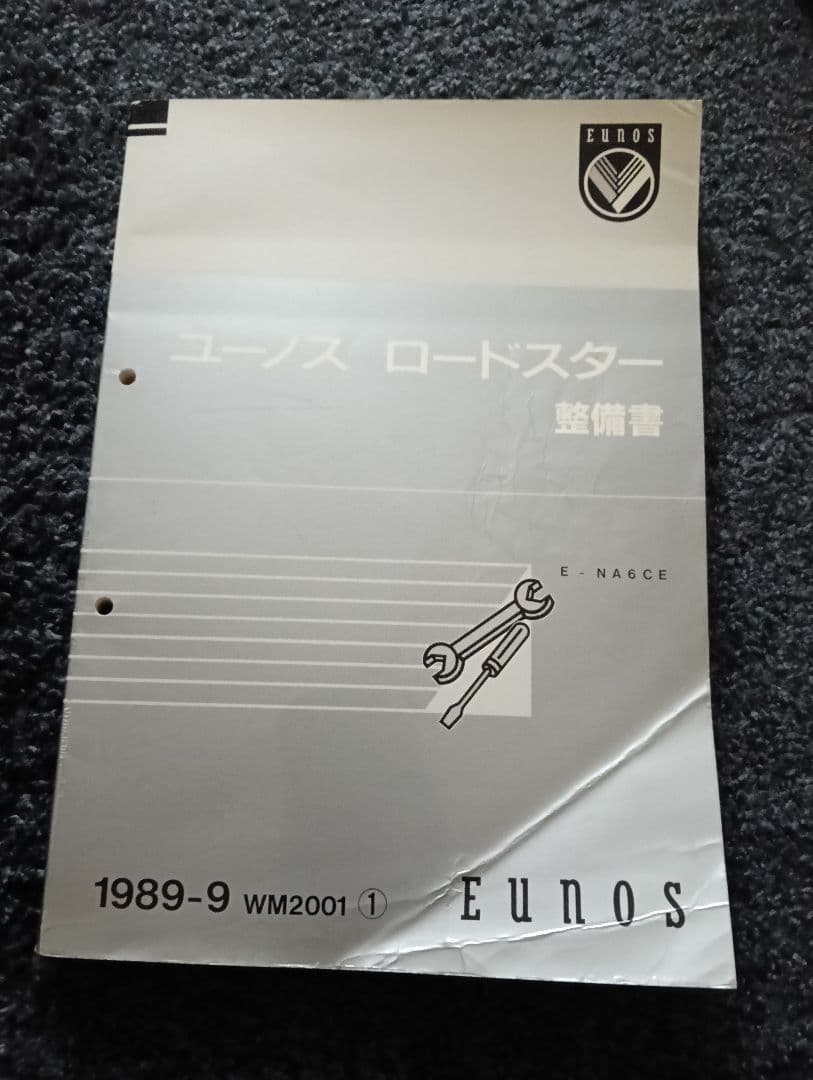 EUNOS
ユーノス ロードスター
整備書
E - NA6CE
1989-9 WM2001 ①
EUNOS